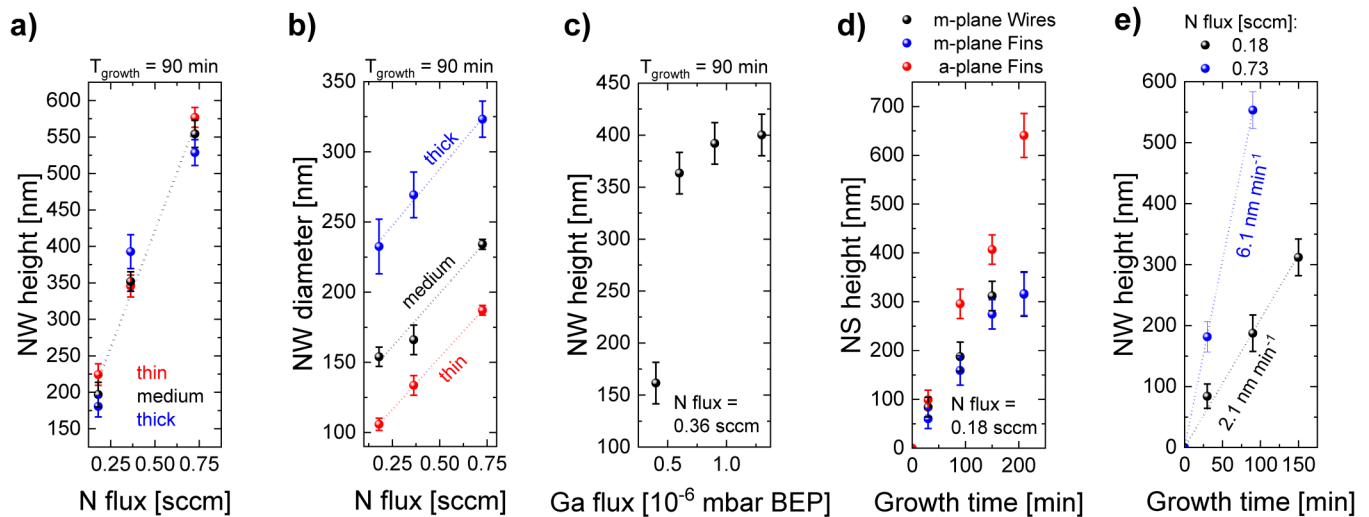 a)
T_growth = 90 min
NW height [nm]
600
550
500
450
400
350
300
250
200
150
thin
medium
thick
0.25 0.50 0.75
N flux [sccm]
b)
T_growth = 90 min
NW diameter [nm]
350
300
250
200
150
100
thick
medium
thin
0.25 0.50 0.75
N flux [sccm]
c)
T_growth = 90 min
NW height [nm]
450
400
350
300
250
200
150
100
N flux =
0.36 sccm
0.5 1.0
Ga flux [10⁻⁶ mbar BEP]
d)
m-plane Wires
m-plane Fins
a-plane Fins
NS height [nm]
700
600
500
400
300
200
100
0
N flux =
0.18 sccm
0 100 200
Growth time [min]
e)
N flux [sccm]:
0.18
0.73
NW height [nm]
600
500
400
300
200
100
0
6.1 nm min⁻¹
2.1 nm min⁻¹
0 50 100 150
Growth time [min]